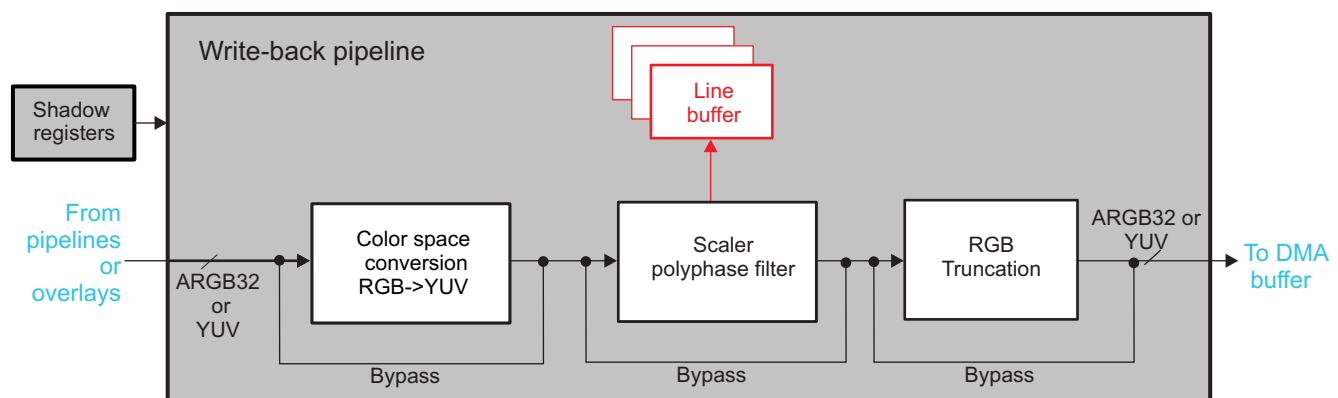 Write-back pipeline
Shadow
registers
Line
buffer
From
pipelines
or
overlays
ARGB32
or
YUV
Color space
conversion
RGB->YUV
Bypass
Scaler
polyphase filter
Bypass
RGB
Truncation
Bypass
ARGB32 or
YUV
To DMA
buffer